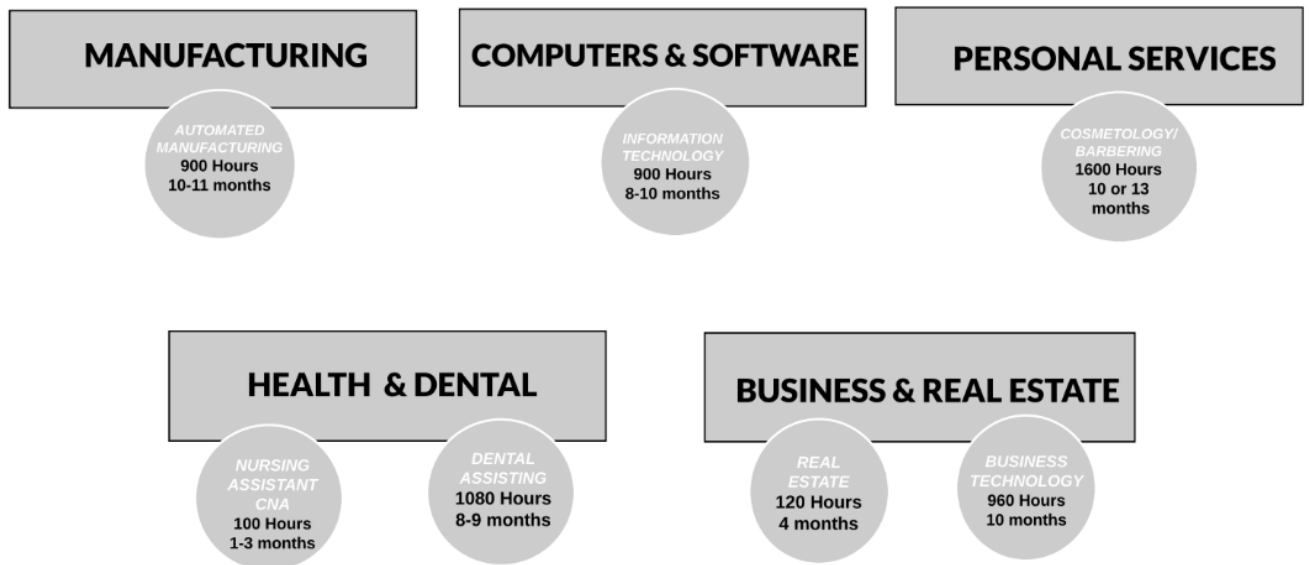 MANUFACTURING
AUTOMATED
MANUFACTURING
900 Hours
10-11 months
COMPUTERS & SOFTWARE
INFORMATION
TECHNOLOGY
900 Hours
8-10 months
PERSONAL SERVICES
COSMETOLOGY/
BARBERING
1600 Hours
10 or 13
months
HEALTH & DENTAL
NURSING
ASSISTANT
CNA
100 Hours
1-3 months
DENTAL
ASSISTING
1080 Hours
8-9 months
BUSINESS & REAL ESTATE
REAL
ESTATE
120 Hours
4 months
BUSINESS
TECHNOLOGY
960 Hours
10 months